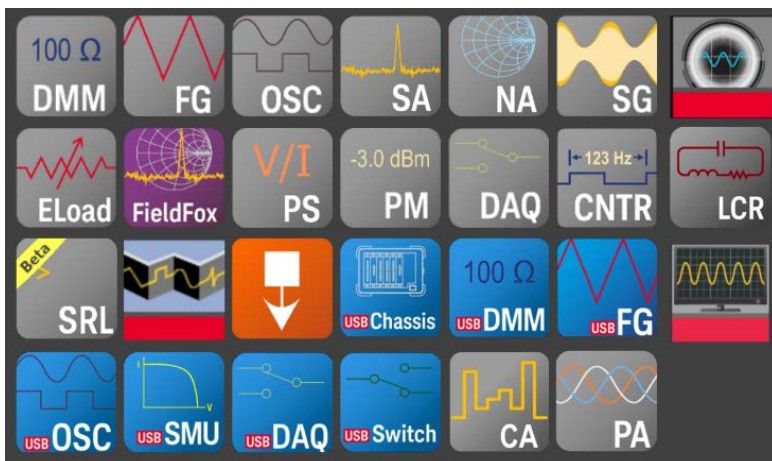 100 Ω
DMM
FG
OSC
SA
NA
SG
ELoad
FieldFox
V/I
PS
-3.0 dBm
PM
DAQ
123 Hz
CNTR
LCR
Beta
>
SRL
USB Chassis
100 Ω
USB DMM
USB FG
USB OSC
I
V
USB SMU
USB DAQ
USB Switch
CA
PA